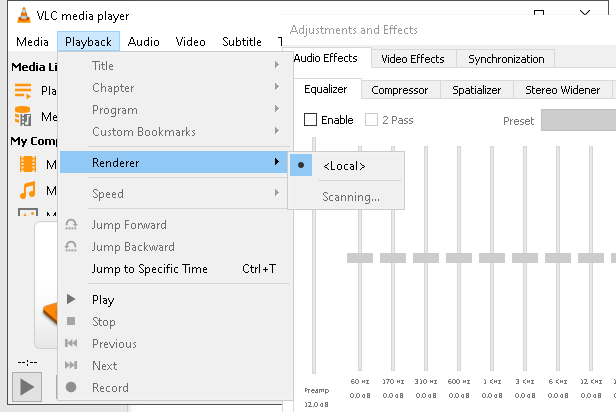 VLC media player
Media Playback Audio Video Subtitle
Title
Chapter
Program
Custom Bookmarks
Renderer
Speed
Jump Forward
Jump Backward
Jump to Specific Time Ctrl+T
Play
Stop
Previous
Next
Record
<Local>
Scanning...
Media Li
Pla
Me
My Comp
M
M
M
--:--
Adjustments and Effects
Audio Effects Video Effects Synchronization
Equalizer Compressor Spatializer Stereo Widener
Enable 2 Pass Preset
Preamp
12.0 dB
60 Hz 170 Hz 310 Hz 600 Hz 1 KHz 3 KHz 6 KHz 12 KHz
0.0 dB 0.0 dB 0.0 dB 0.0 dB 0.0 dB 0.0 dB 0.0 dB 0.0 dB